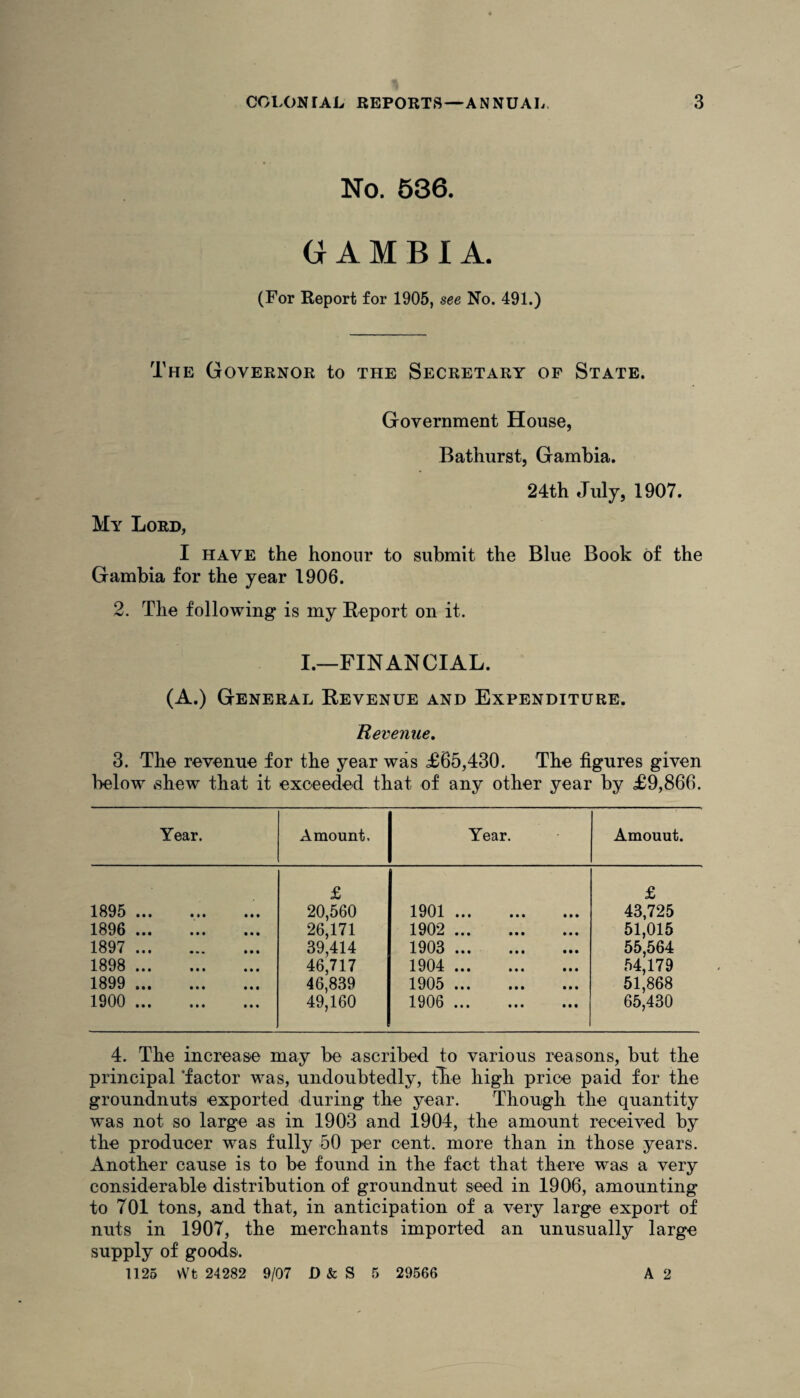 COLONIAL REPORTS—ANNUAL. 3
No. 536.
GAMBIA.
(For Report for 1905, see No. 491.)
THE GOVERNOR to THE SECRETARY OF STATE.
Government House,
Bathurst, Gambia.
24th July, 1907.
MY LORD,
I HAVE the honour to submit the Blue Book of the
Gambia for the year 1906.
2. The following is my Report on it.
I.—FINANCIAL.
(A.) GENERAL REVENUE AND EXPENDITURE.
Revenue.
3. The revenue for the year was £65,430. The figures given
below shew that it exceeded that of any other year by £9,866.
Year. Amount. Year. Amount.
£ £
1895 ... ... ... 20,560 1901 ... ... ... 43,725
1896 ... ... ... 26,171 1902 ... ... ... 51,015
1897 ... ... ... 39,414 1903 ... ... ... 55,564
1898 ... ... ... 46,717 1904 ... ... ... 54,179
1899 ... ... ... 46,839 1905 ... ... ... 51,868
1900 ... ... ... 49,160 1906 ... ... ... 65,430
4. The increase may be ascribed to various reasons, but the
principal factor was, undoubtedly, the high price paid for the
groundnuts exported during the year. Though the quantity
was not so large as in 1903 and 1904, the amount received by
the producer was fully 50 per cent. more than in those years.
Another cause is to be found in the fact that there was a very
considerable distribution of groundnut seed in 1906, amounting
to 701 tons, and that, in anticipation of a very large export of
nuts in 1907, the merchants imported an unusually large
supply of goods.
1125 Wt 24282 9/07 D & S 5 29566 A 2